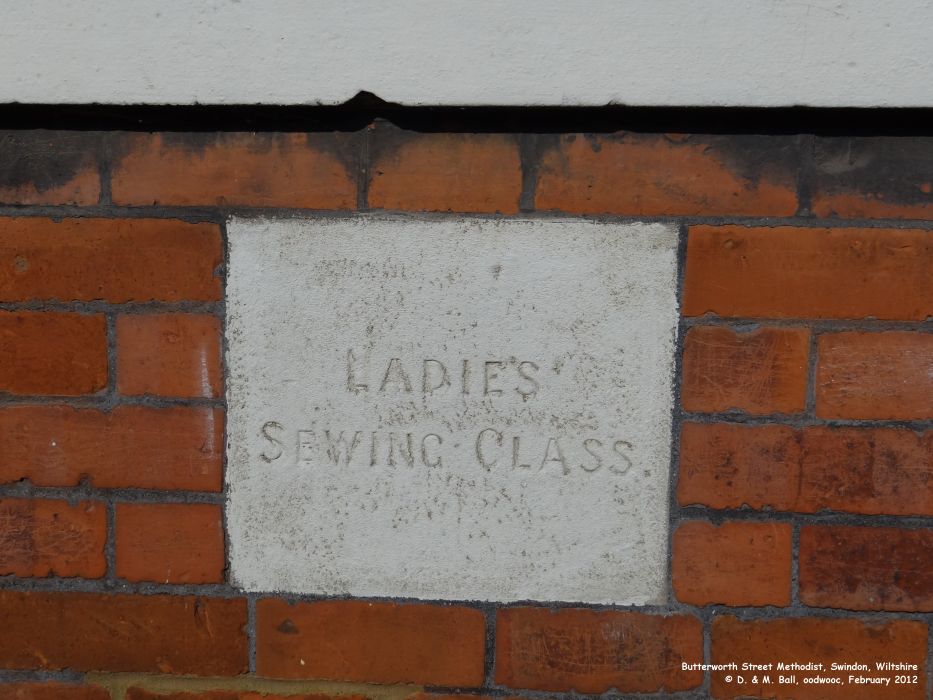 LADIES'
SEWING CLASS
Butterworth Street Methodist, Swindon, Wiltshire
© D. & M. Ball, oodwooc, February 2012